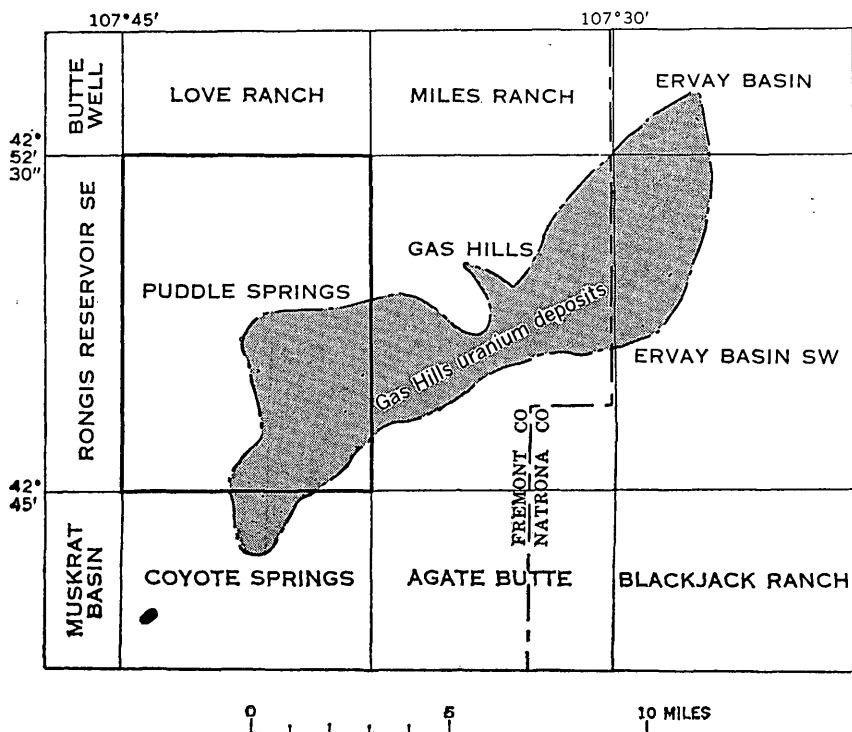 107°45′
107°30′
BUTTE
WELL
LOVE RANCH
MILES RANCH
ERVAY BASIN
42°
52′
30″
RONGIS RESERVOIR SE
PUDDLE SPRINGS
GAS HILLS
Gas Hills uranium deposits
ERVAY BASIN SW
FREMONT CO
NATRONA CO
42°
45′
MUSKRAT
BASIN
COYOTE SPRINGS
AGATE BUTTE
BLACKJACK RANCH
0
5
10 MILES